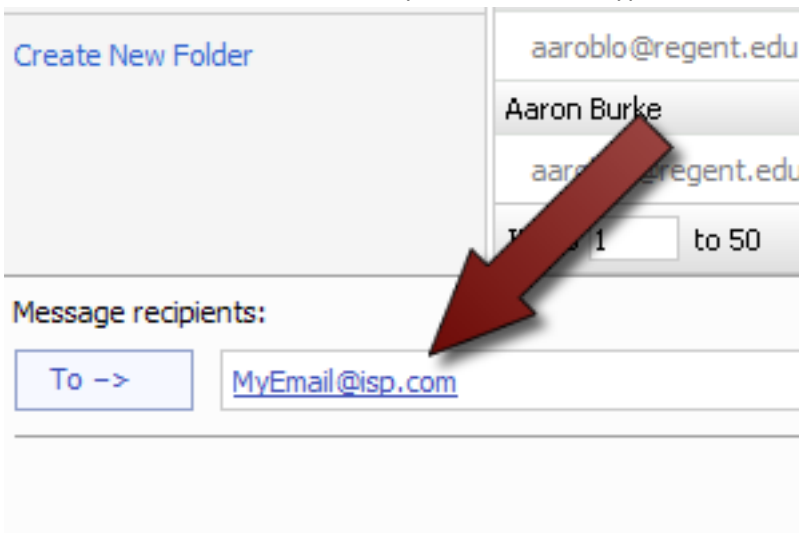 Create New Folder
aaroblo@regent.edu
Aaron Burke
regent.edu
1 to 50
Message recipients:
To ->
MyEmail@isp.com